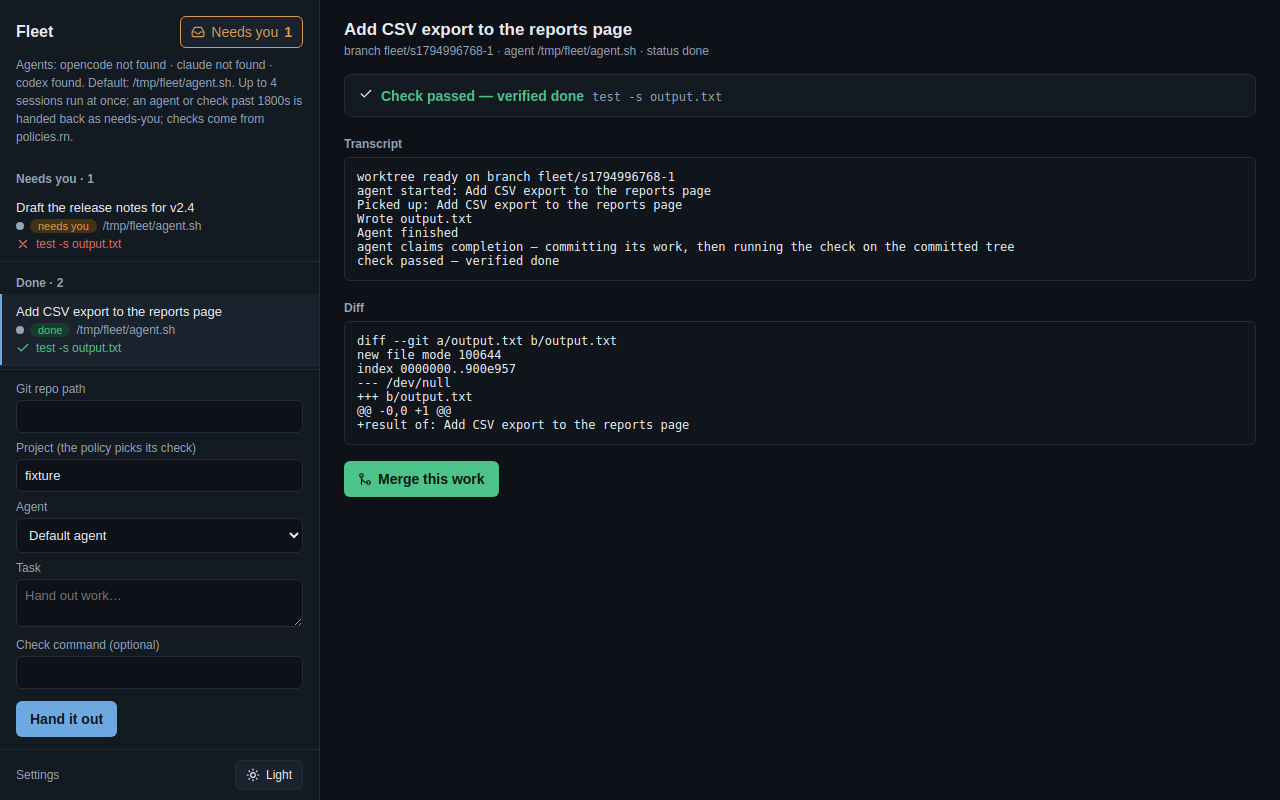 Fleet
Needs you 1
Agents: opencode not found · claude not found ·
codex found. Default: /tmp/fleet/agent.sh. Up to 4
sessions run at once; an agent or check past 1800s is
handed back as needs-you; checks come from
policies.rn.
Needs you · 1
Draft the release notes for v2.4
needs you /tmp/fleet/agent.sh
test -s output.txt
Done · 2
Add CSV export to the reports page
done /tmp/fleet/agent.sh
test -s output.txt
Git repo path
Project (the policy picks its check)
fixture
Agent
Default agent
Task
Hand out work…
Check command (optional)
Hand it out
Settings
Light
Add CSV export to the reports page
branch fleet/s1794996768-1 · agent /tmp/fleet/agent.sh · status done
Check passed — verified done test -s output.txt
Transcript
worktree ready on branch fleet/s1794996768-1
agent started: Add CSV export to the reports page
Picked up: Add CSV export to the reports page
Wrote output.txt
Agent finished
agent claims completion — committing its work, then running the check on the committed tree
check passed — verified done
Diff
diff --git a/output.txt b/output.txt
new file mode 100644
index 0000000..900e957
--- /dev/null
+++ b/output.txt
@@ -0,0 +1 @@
+result of: Add CSV export to the reports page
Merge this work